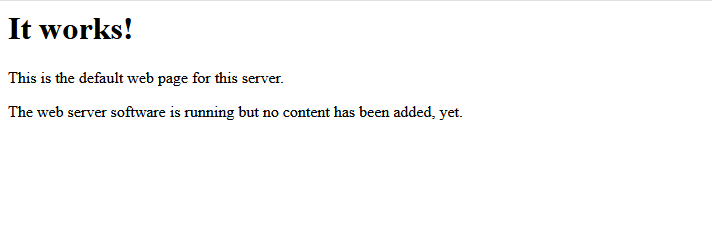 It works!
This is the default web page for this server.
The web server software is running but no content has been added, yet.